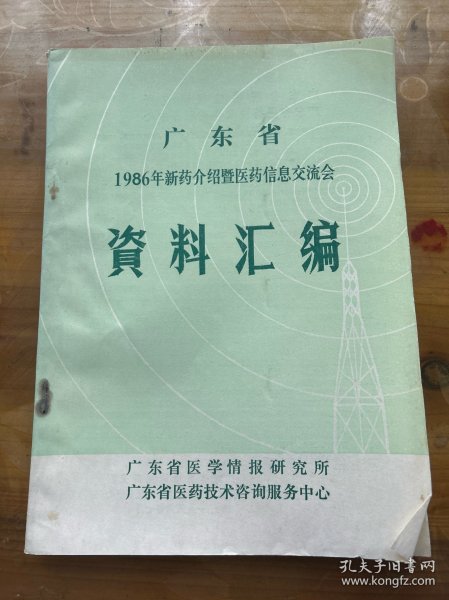 广东省
1986年新药介绍暨医药信息交流会
資料汇编
广东省医学情报研究所
广东省医药技术咨询服务中心
孔夫子旧书网
www.kongfz.com